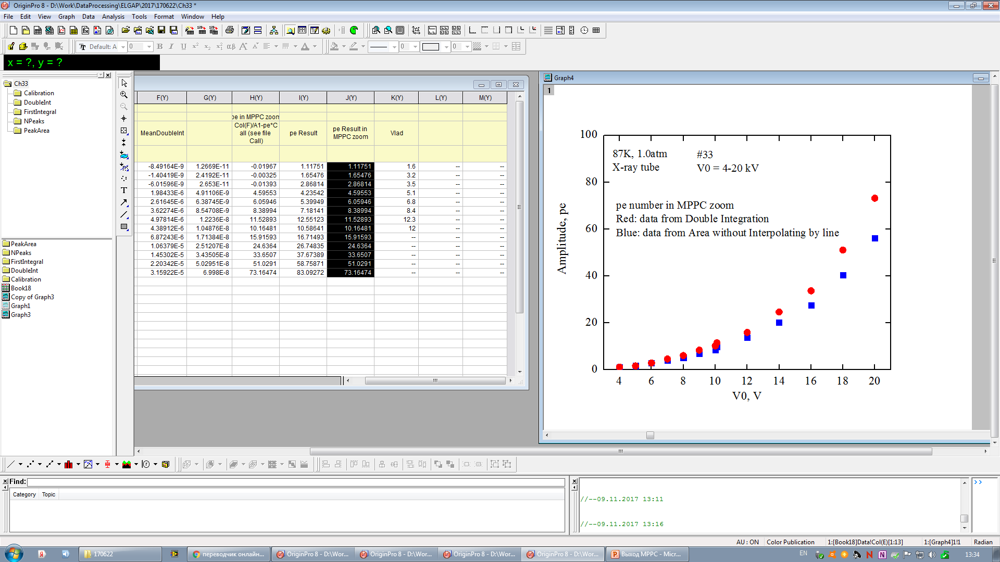 OriginPro 8 - D:\Work\DataProcessing\ELGAP\2017\170622\Ch33 *
File Edit View Graph Data Analysis Tools Format Window Help
Default: A 0 B I U 0 0
x = ?, y = ?
Ch33
Calibration
DoubleInt
FirstIntegral
NPeaks
PeakArea
PeakArea
NPeaks
FirstIntegral
DoubleInt
Calibration
Book18
Copy of Graph3
Graph1
Graph3
F(Y) G(Y) H(Y) I(Y) J(Y) K(Y) L(Y) M(Y)
pe in MPPC zoom
MeanDoubleInt Col(F)/A1-pe*C all (see file Call) pe Result pe Result in MPPC zoom Vlad
-8.49164E-9 1.2669E-11 -0.01967 1.11751 1.11751 1.6 -- --
-1.40419E-9 2.4192E-11 -0.00325 1.65476 1.65476 3.2 -- --
-6.01596E-9 2.653E-11 -0.01393 2.86814 2.86814 3.5 -- --
1.98433E-6 4.91106E-9 4.59553 4.23542 4.59553 5.1 -- --
2.61645E-6 6.38745E-9 6.05946 5.39949 6.05946 6.8 -- --
3.62274E-6 8.54708E-9 8.38994 7.18141 8.38994 8.4 -- --
4.97814E-6 1.2236E-8 11.52893 12.55123 11.52893 12.3 -- --
4.38912E-6 1.04876E-8 10.16481 10.58641 10.16481 12 -- --
6.87243E-6 1.71384E-8 15.91593 16.71493 15.91593 -- -- --
1.06379E-5 2.51207E-8 24.6364 26.74835 24.6364 -- -- --
1.45302E-5 3.43505E-8 33.6507 37.67389 33.6507 -- -- --
2.20342E-5 5.02951E-8 51.0291 58.75871 51.0291 -- -- --
3.15922E-5 6.998E-8 73.16474 83.09272 73.16474 -- -- --
Graph4
1
100
80
60
40
20
0
Amplitude, pe
87K, 1.0atm #33
X-ray tube V0 = 4-20 kV
pe number in MPPC zoom
Red: data from Double Integration
Blue: data from Area without Interpolating by line
4 6 8 10 12 14 16 18 20
V0, V
Find:
Category Topic
//--09.11.2017 13:11
//--09.11.2017 13:16
>>
AU : ON Color Publication 1:[Book18]Data!Col(E)[1:13] 1:[Graph4]1!1 Radian
170622 переводчик онлайн... OriginPro 8 - D:\Wor... OriginPro 8 - D:\Wor... OriginPro 8 - D:\Wor... OriginPro 8 - D:\Wor... Выход MPPC - Micr... EN 13:34